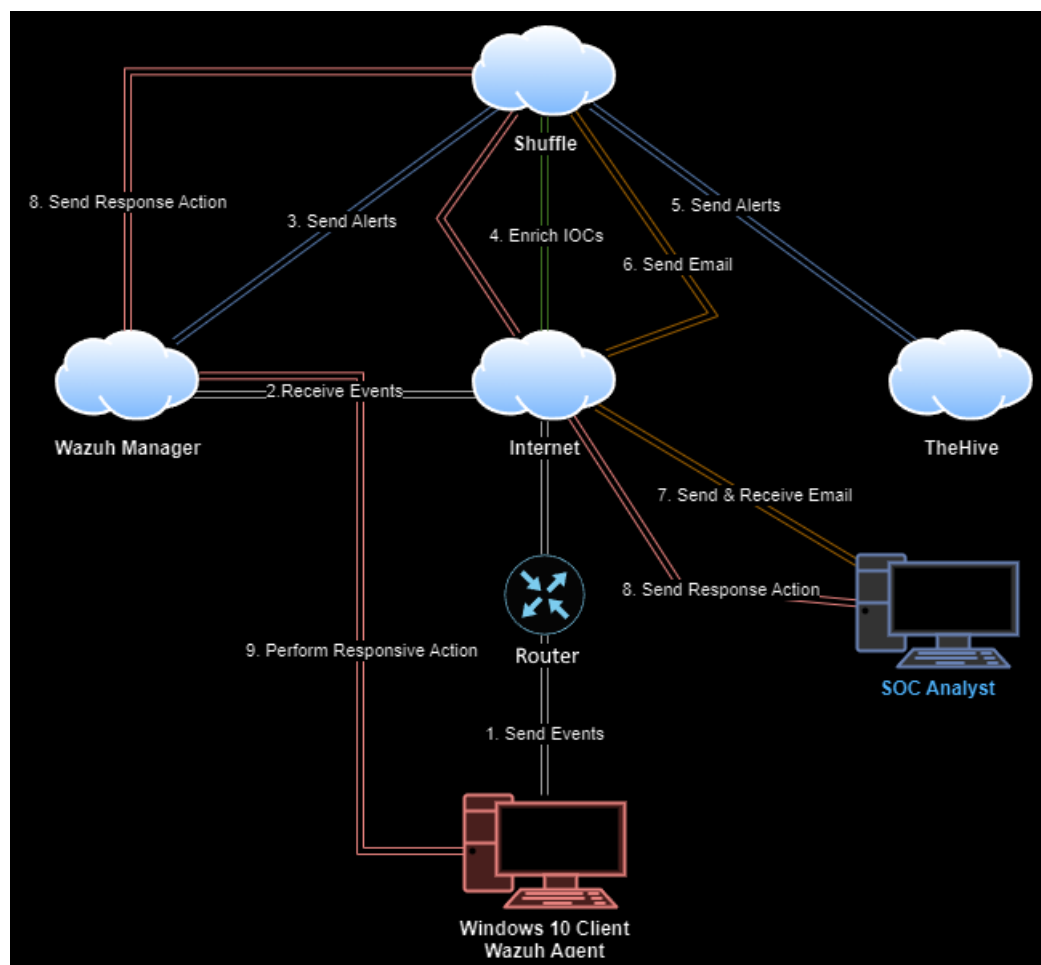 Shuffle
8. Send Response Action
3. Send Alerts
5. Send Alerts
4. Enrich IOCs
6. Send Email
2.Receive Events
Wazuh Manager
Internet
TheHive
7. Send & Receive Email
8. Send Response Action
9. Perform Responsive Action
Router
SOC Analyst
1. Send Events
Windows 10 Client
Wazuh Agent